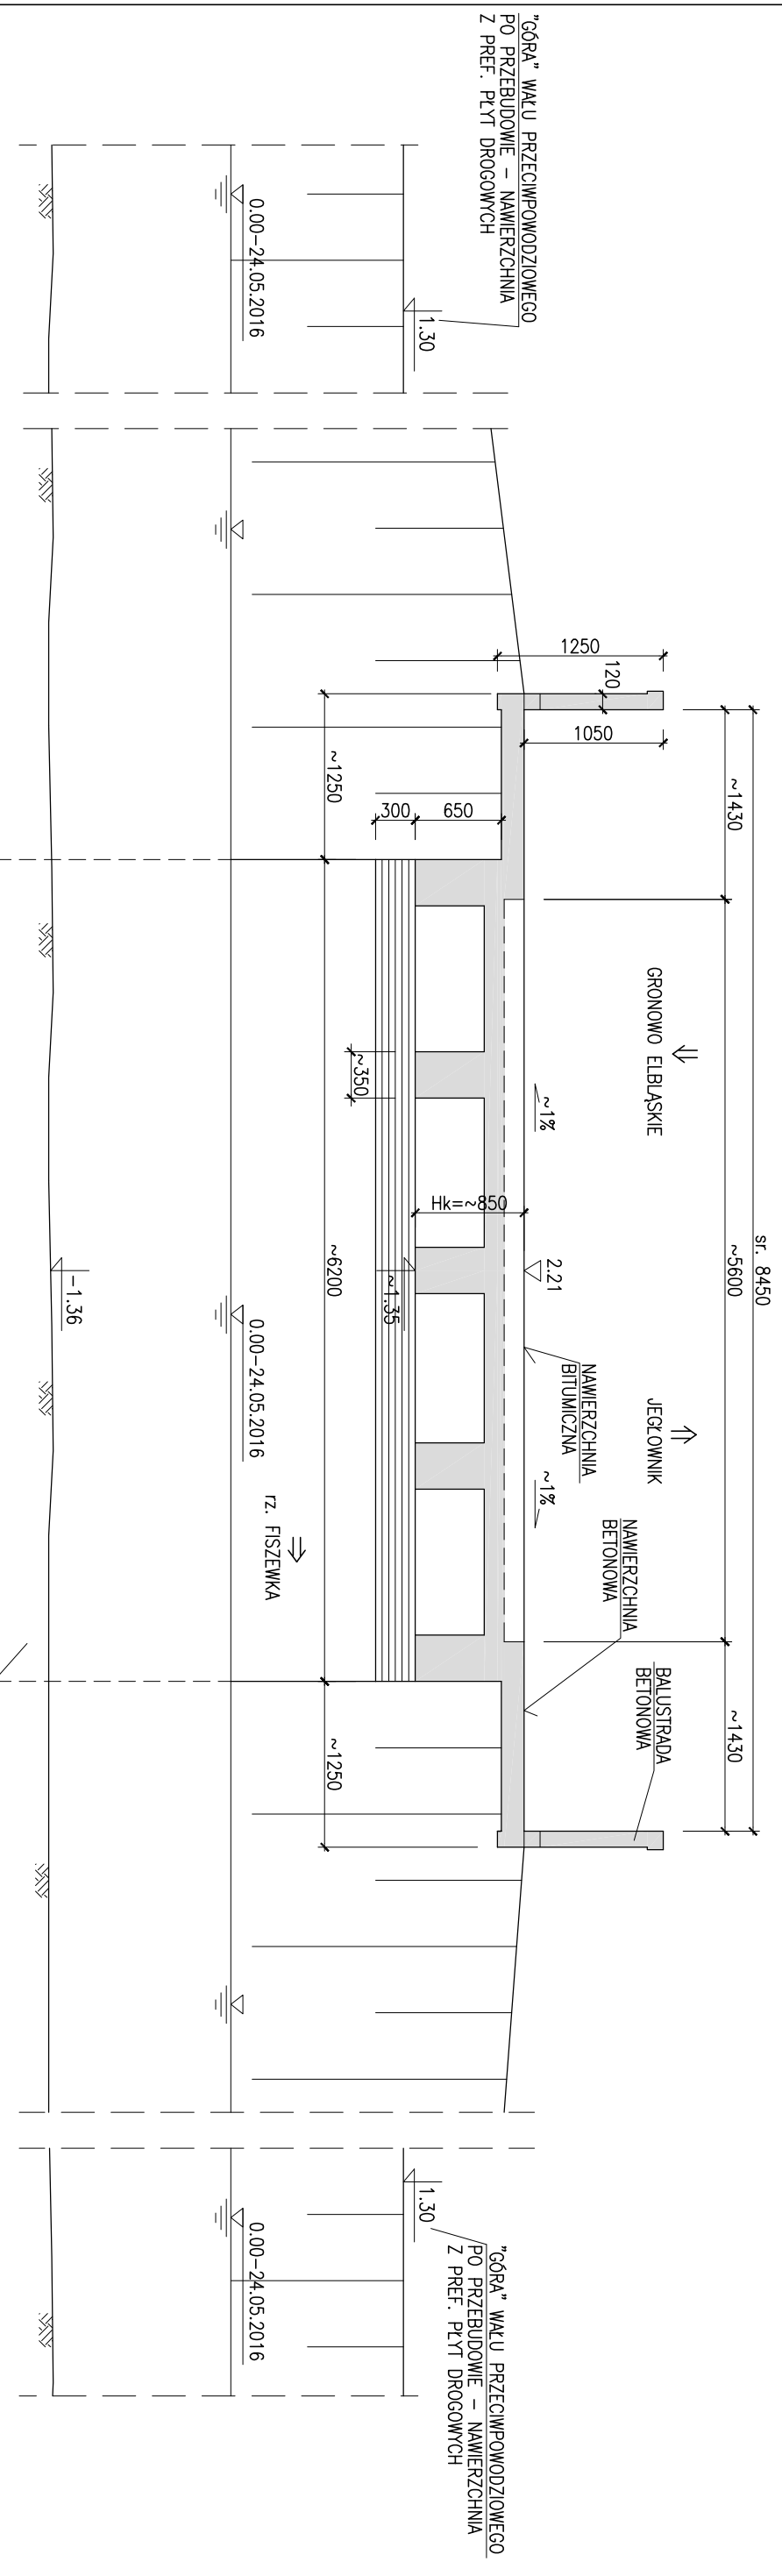 "GÓRA" WAŁU PRZECIWPOWODZIOWEGO
PO PRZEBUDOWIE – NAWIERZCHNIA
Z PREF. PŁYT DROGOWYCH
1.30
0.00–24.05.2016
sr. 8450
~1430
~5600
~1430
1250
120
1050
GRONOWO ELBLĄSKIE
JEGŁOWNIK
NAWIERZCHNIA
BETONOWA
BALUSTRADA
BETONOWA
NAWIERZCHNIA
BITUMICZNA
~1%
2.21
~1%
Hk=~850
650
300
~1.35
~350
~1250
~6200
~1250
rz. FISZEWKA
0.00–24.05.2016
-1.36
"GÓRA" WAŁU PRZECIWPOWODZIOWEGO
PO PRZEBUDOWIE – NAWIERZCHNIA
Z PREF. PŁYT DROGOWYCH
1.30
0.00–24.05.2016